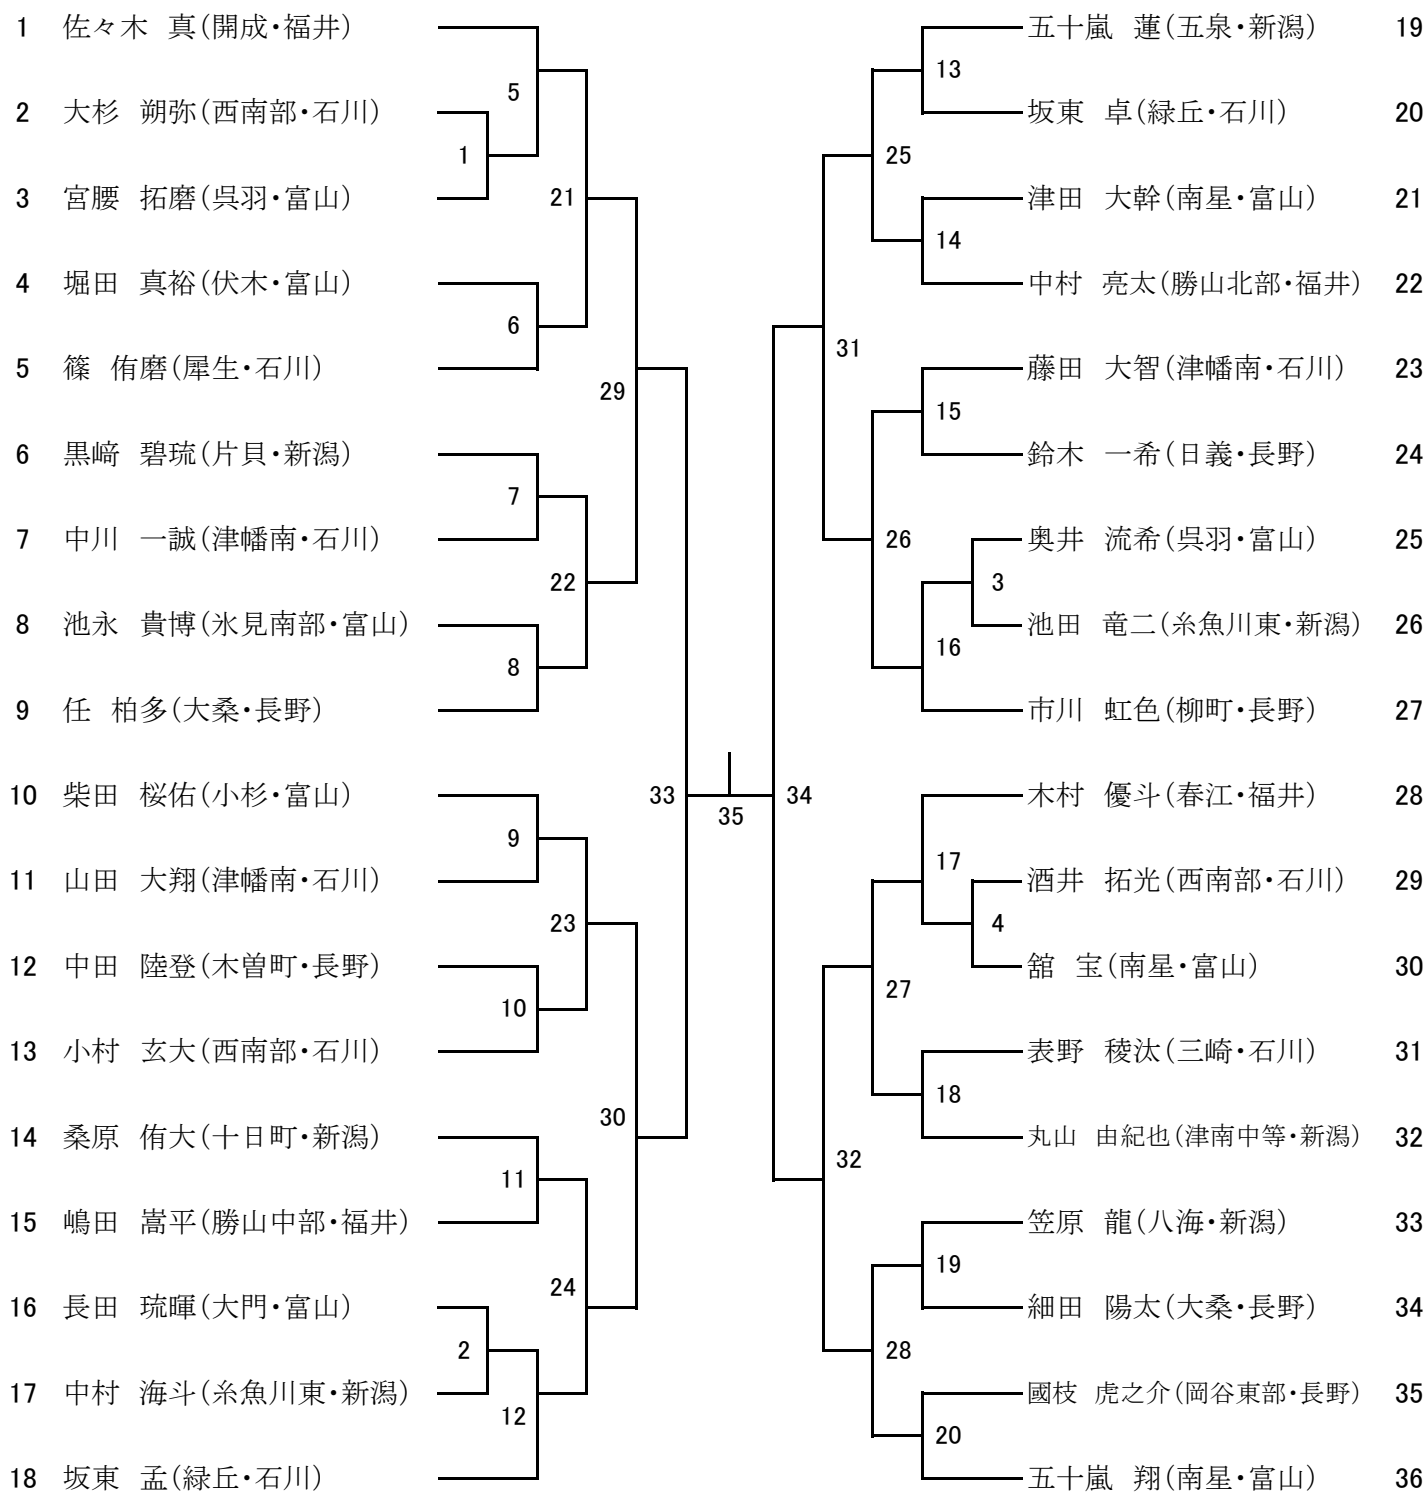 1 佐々木 真(開成・福井)
2 大杉 朔弥(西南部・石川)
3 宮腰 拓磨(呉羽・富山)
4 堀田 真裕(伏木・富山)
5 篠 侑磨(犀生・石川)
6 黒﨑 碧琉(片貝・新潟)
7 中川 一誠(津幡南・石川)
8 池永 貴博(氷見南部・富山)
9 任 柏多(大桑・長野)
10 柴田 桜佑(小杉・富山)
11 山田 大翔(津幡南・石川)
12 中田 陸登(木曽町・長野)
13 小村 玄大(西南部・石川)
14 桑原 侑大(十日町・新潟)
15 嶋田 嵩平(勝山中部・福井)
16 長田 琉暉(大門・富山)
17 中村 海斗(糸魚川東・新潟)
18 坂東 孟(緑丘・石川)
5
1
21
6
29
7
22
8
33
9
23
10
30
11
24
2
12
35
34
13
25
14
31
15
26
3
16
17
4
27
18
32
19
28
20
五十嵐 蓮(五泉・新潟) 19
坂東 卓(緑丘・石川) 20
津田 大幹(南星・富山) 21
中村 亮太(勝山北部・福井) 22
藤田 大智(津幡南・石川) 23
鈴木 一希(日義・長野) 24
奥井 流希(呉羽・富山) 25
池田 竜二(糸魚川東・新潟) 26
市川 虹色(柳町・長野) 27
木村 優斗(春江・福井) 28
酒井 拓光(西南部・石川) 29
舘 宝(南星・富山) 30
表野 稜汰(三崎・石川) 31
丸山 由紀也(津南中等・新潟) 32
笠原 龍(八海・新潟) 33
細田 陽太(大桑・長野) 34
國枝 虎之介(岡谷東部・長野) 35
五十嵐 翔(南星・富山) 36